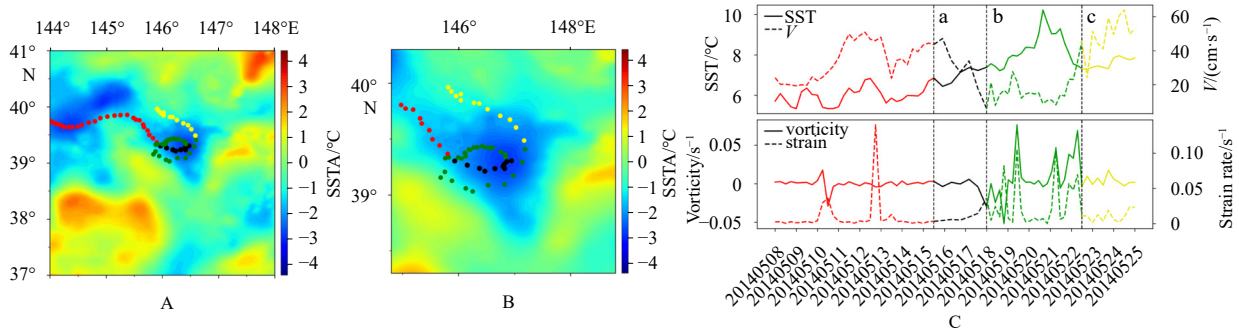 144 146° 148°E
41°
N
40°
39°
38°
37°
4
3
2
1
0
−1
−2
−3
−4
SSTA/°C
A
146° 148°E
40°
N
39°
4
3
2
1
0
−1
−2
−3
−4
SSTA/°C
B
10
8
6
SST/°C
SST
V
a
b
c
60
40
20
V/(cm·s⁻¹)
vorticity
strain
0.05
0
−0.05
Vorticity/s⁻¹
0.10
0.05
0
Strain rate/s⁻¹
20140508
20140509
20140510
20140511
20140512
20140513
20140514
20140515
20140516
20140517
20140518
20140519
20140520
20140521
20140522
20140523
20140524
20140525
C